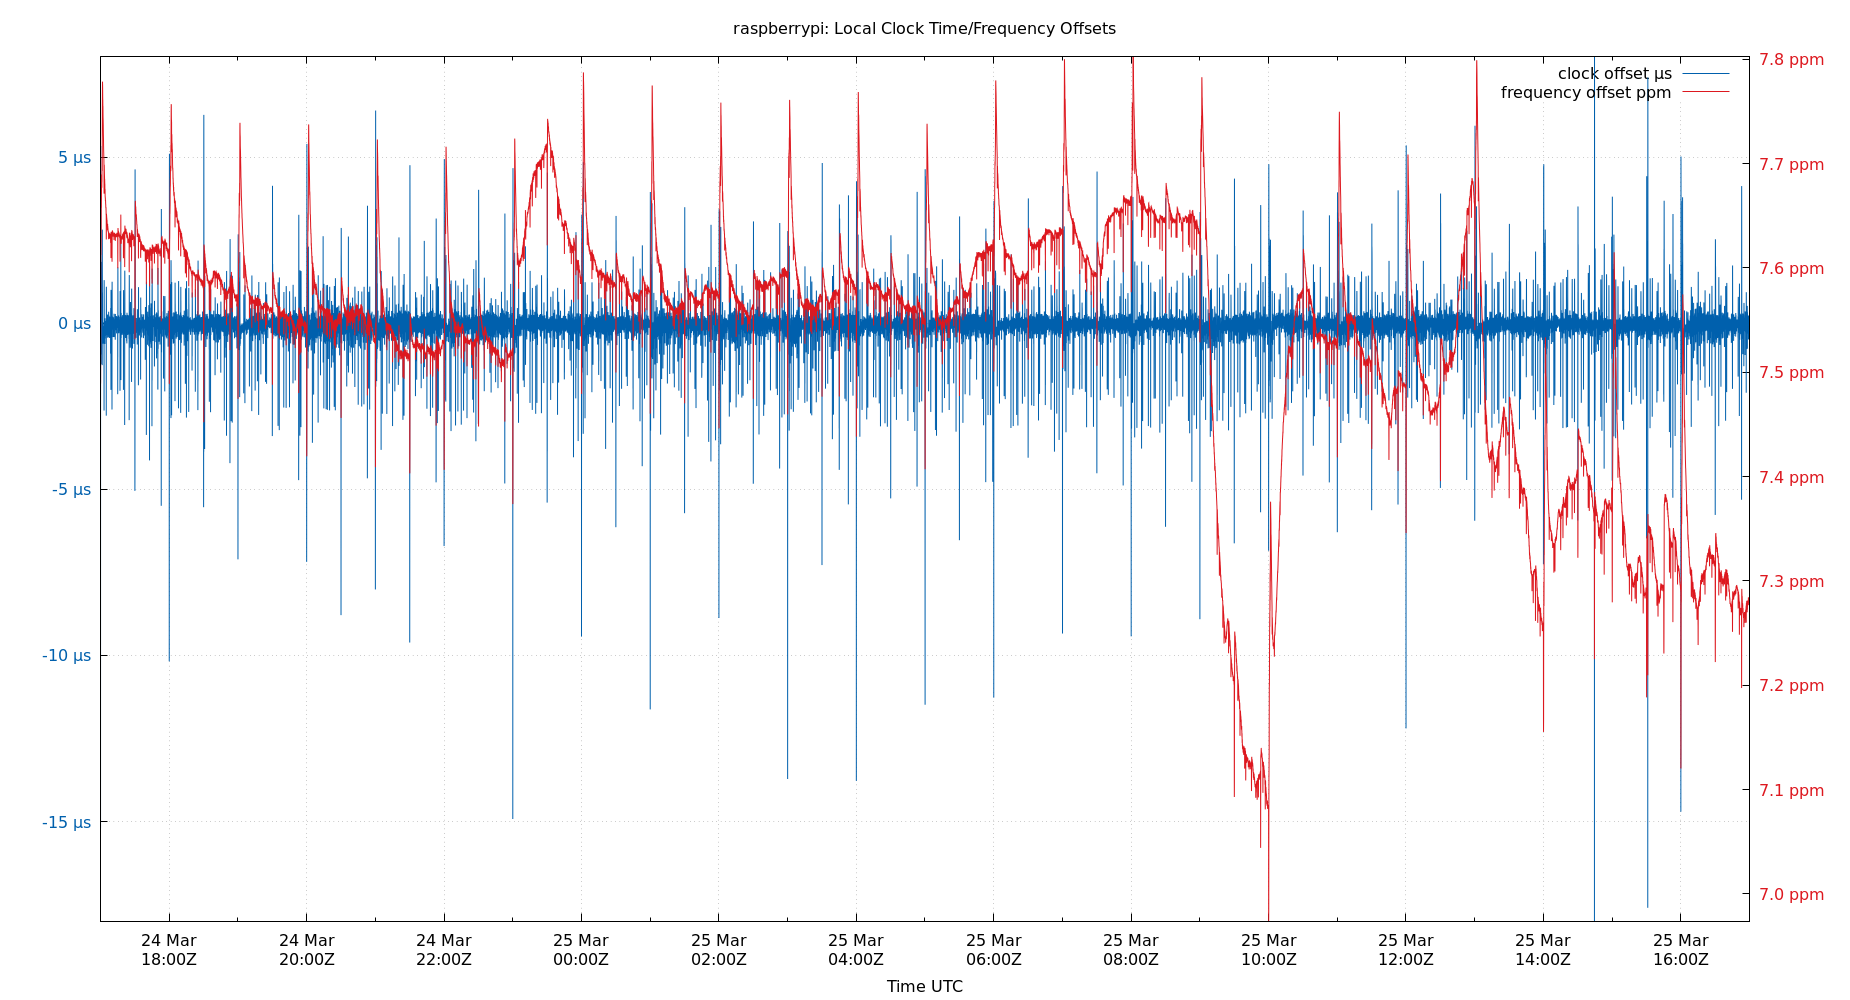 raspberrypi: Local Clock Time/Frequency Offsets
clock offset µs
frequency offset ppm
5 µs
0 µs
-5 µs
-10 µs
-15 µs
7.8 ppm
7.7 ppm
7.6 ppm
7.5 ppm
7.4 ppm
7.3 ppm
7.2 ppm
7.1 ppm
7.0 ppm
24 Mar
18:00Z
24 Mar
20:00Z
24 Mar
22:00Z
25 Mar
00:00Z
25 Mar
02:00Z
25 Mar
04:00Z
25 Mar
06:00Z
25 Mar
08:00Z
25 Mar
10:00Z
25 Mar
12:00Z
25 Mar
14:00Z
25 Mar
16:00Z
Time UTC